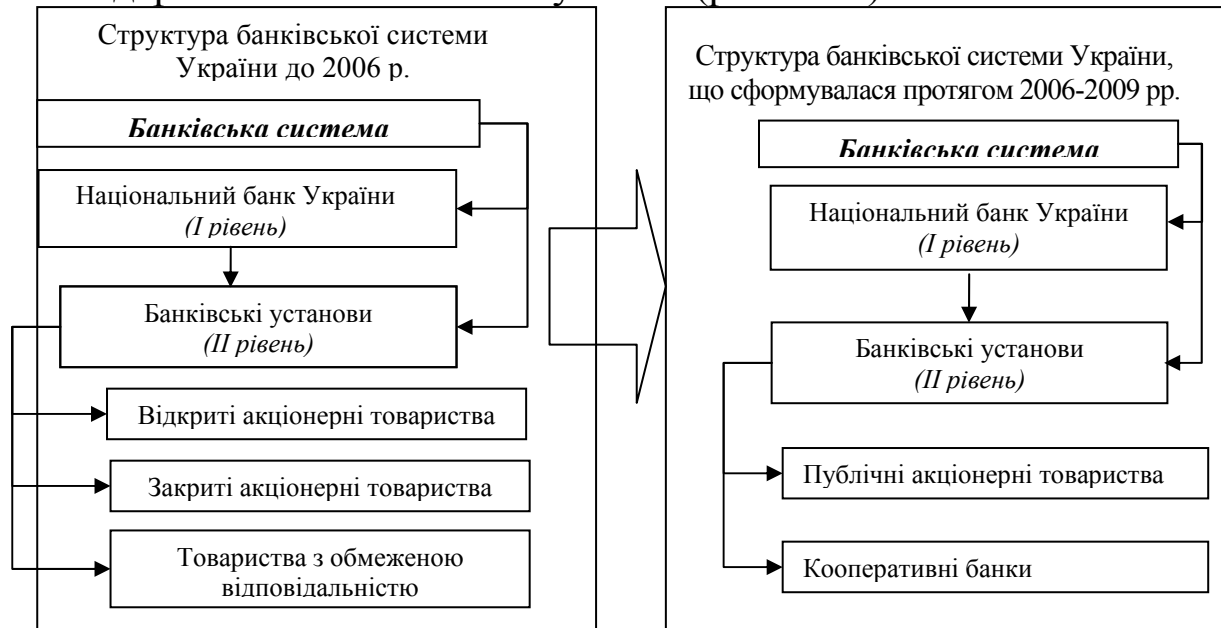 Структура банківської системи
України до 2006 р.
Банківська система
Національний банк України
(І рівень)
Банківські установи
(ІІ рівень)
Відкриті акціонерні товариства
Закриті акціонерні товариства
Товариства з обмеженою
відповідальністю
Структура банківської системи України,
що сформувалася протягом 2006-2009 рр.
Банківська система
Національний банк України
(І рівень)
Банківські установи
(ІІ рівень)
Публічні акціонерні товариства
Кооперативні банки